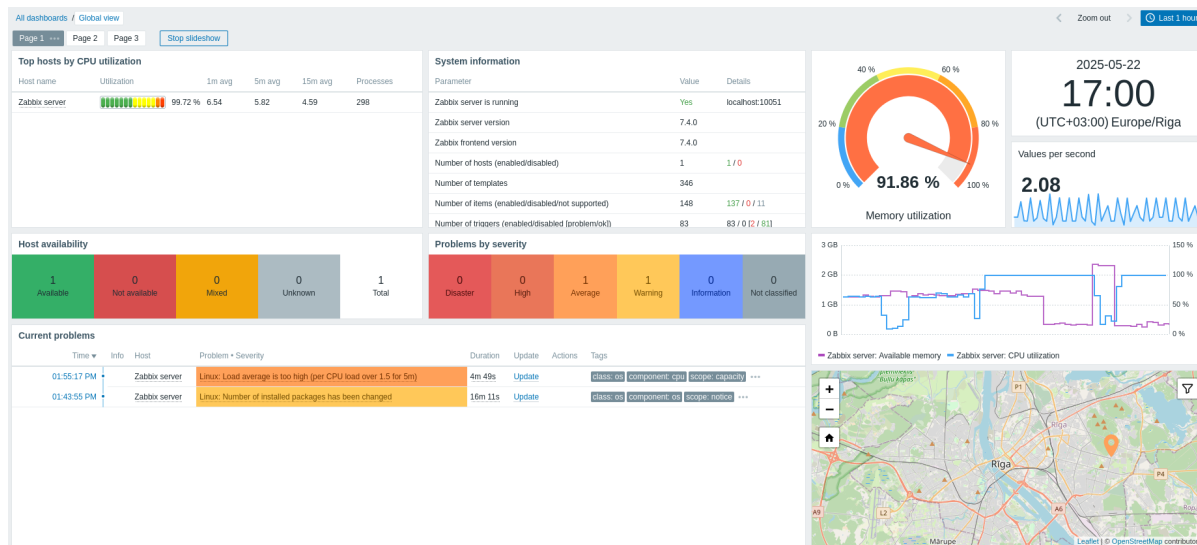 All dashboards / Global view
Zoom out Last 1 hour
Page 1 Page 2 Page 3 Stop slideshow
Top hosts by CPU utilization
Host name Utilization 1m avg 5m avg 15m avg Processes
Zabbix server 99.72 % 6.54 5.82 4.59 298
System information
Parameter Value Details
Zabbix server is running Yes localhost:10051
Zabbix server version 7.4.0
Zabbix frontend version 7.4.0
Number of hosts (enabled/disabled) 1 1 / 0
Number of templates 346
Number of items (enabled/disabled/not supported) 148 137 / 0 / 11
Number of triggers (enabled/disabled [problem/ok]) 83 83 / 0 [2 / 81]
40 % 60 %
20 % 80 %
0 % 91.86 % 100 %
Memory utilization
2025-05-22
17:00
(UTC+03:00) Europe/Riga
Values per second
2.08
Host availability
1 0 0 0 1
Available Not available Mixed Unknown Total
Problems by severity
0 0 1 1 0 0
Disaster High Average Warning Information Not classified
3 GB 150 %
2 GB 100 %
1 GB 50 %
0 B 0 %
Zabbix server: Available memory Zabbix server: CPU utilization
Current problems
Time Info Host Problem • Severity Duration Update Actions Tags
01:55:17 PM Zabbix server Linux: Load average is too high (per CPU load over 1.5 for 5m) 4m 49s Update class: os component: cpu scope: capacity
01:43:55 PM Zabbix server Linux: Number of installed packages has been changed 16m 11s Update class: os component: os scope: notice
+
−
Bullu kāpas
P1
Rīga
Rīga
P4
A9 L2 A6
Mārupe
Leaflet | © OpenStreetMap contributor